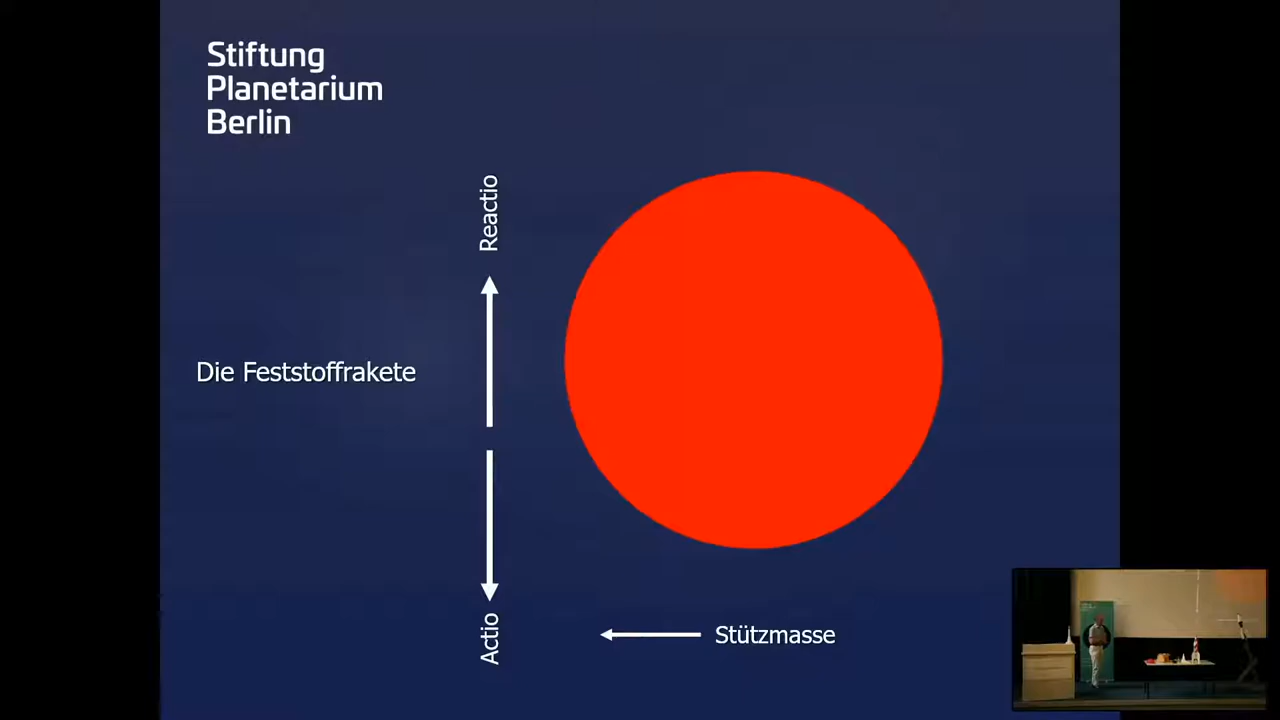 Stiftung
Planetarium
Berlin
Reactio
Die Feststoffrakete
Actio
Stützmasse